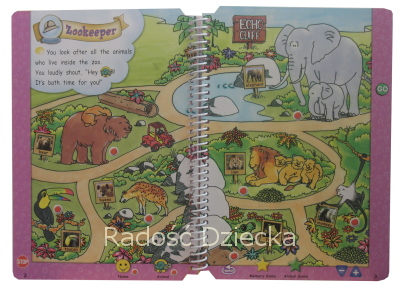 Zookeeper
You look after all the animals
who live inside the zoo.
You loudly shout, "Hey
It's bath time for you!"
ECHO
CLIFF
GO
STOP
Radość Dziecka